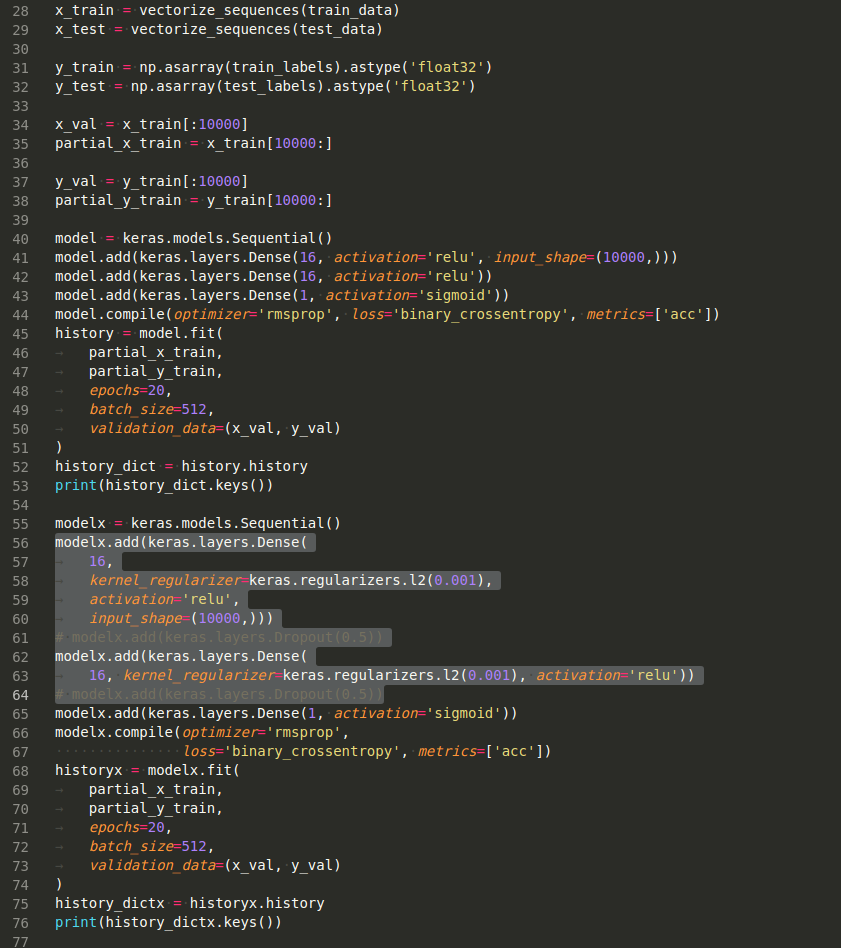 28 x_train = vectorize_sequences(train_data)
29 x_test = vectorize_sequences(test_data)
30
31 y_train = np.asarray(train_labels).astype('float32')
32 y_test = np.asarray(test_labels).astype('float32')
33
34 x_val = x_train[:10000]
35 partial_x_train = x_train[10000:]
36
37 y_val = y_train[:10000]
38 partial_y_train = y_train[10000:]
39
40 model = keras.models.Sequential()
41 model.add(keras.layers.Dense(16, activation='relu', input_shape=(10000,)))
42 model.add(keras.layers.Dense(16, activation='relu'))
43 model.add(keras.layers.Dense(1, activation='sigmoid'))
44 model.compile(optimizer='rmsprop', loss='binary_crossentropy', metrics=['acc'])
45 history = model.fit(
46     partial_x_train,
47     partial_y_train,
48     epochs=20,
49     batch_size=512,
50     validation_data=(x_val, y_val)
51 )
52 history_dict = history.history
53 print(history_dict.keys())
54
55 modelx = keras.models.Sequential()
56 modelx.add(keras.layers.Dense(
57     16,
58     kernel_regularizer=keras.regularizers.l2(0.001),
59     activation='relu',
60     input_shape=(10000,)))
61 # modelx.add(keras.layers.Dropout(0.5))
62 modelx.add(keras.layers.Dense(
63     16, kernel_regularizer=keras.regularizers.l2(0.001), activation='relu'))
64 # modelx.add(keras.layers.Dropout(0.5))
65 modelx.add(keras.layers.Dense(1, activation='sigmoid'))
66 modelx.compile(optimizer='rmsprop',
67                loss='binary_crossentropy', metrics=['acc'])
68 historyx = modelx.fit(
69     partial_x_train,
70     partial_y_train,
71     epochs=20,
72     batch_size=512,
73     validation_data=(x_val, y_val)
74 )
75 history_dictx = historyx.history
76 print(history_dictx.keys())
77